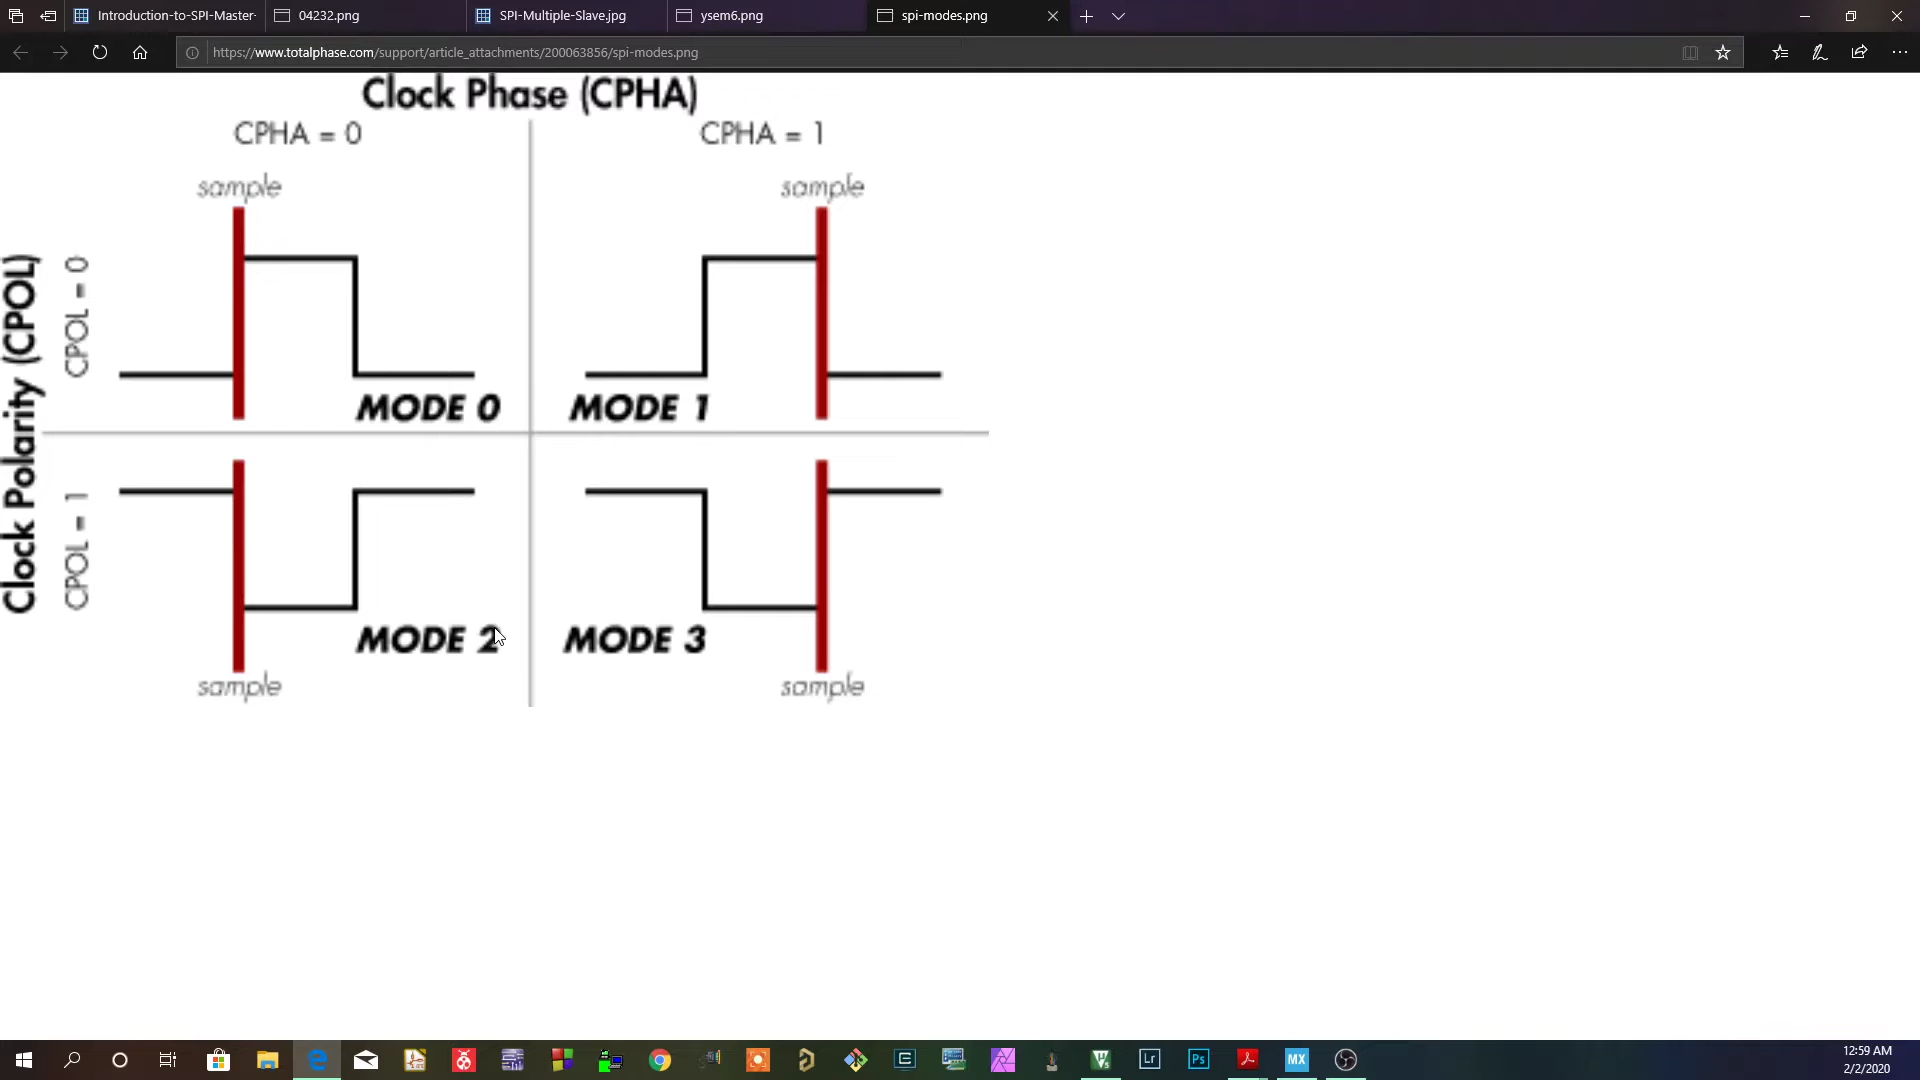 Introduction-to-SPI-Master-
04232.png
SPI-Multiple-Slave.jpg
ysem6.png
spi-modes.png
https://www.totalphase.com/support/article_attachments/200063856/spi-modes.png
Clock Phase (CPHA)
CPHA = 0
CPHA = 1
sample
sample
Clock Polarity (CPOL)
CPOL = 0
MODE 0
MODE 1
CPOL = 1
MODE 2
MODE 3
sample
sample
Lr
Ps
MX
12:59 AM
2/2/2020